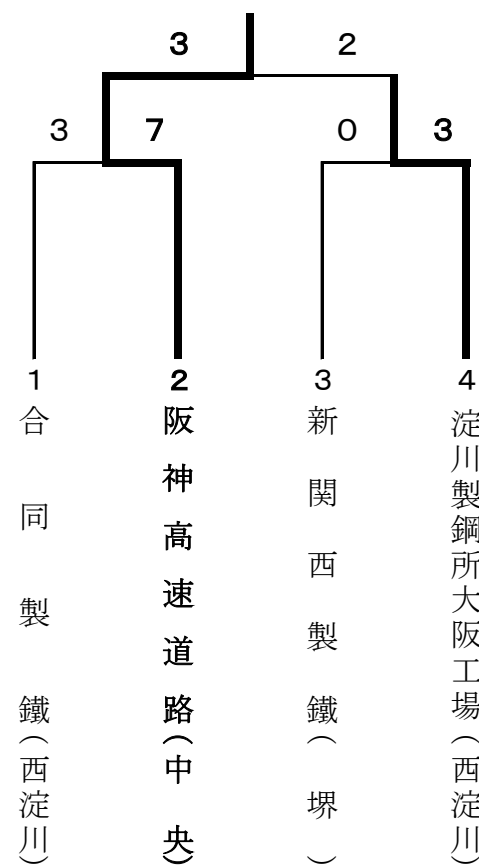 ３ ２
３ ７ ０ ３
１ ２ ３ ４
合同製鐵(西淀川)
阪神高速道路(中央)
新関西製鐵(堺)
淀川製鋼所大阪工場(西淀川)